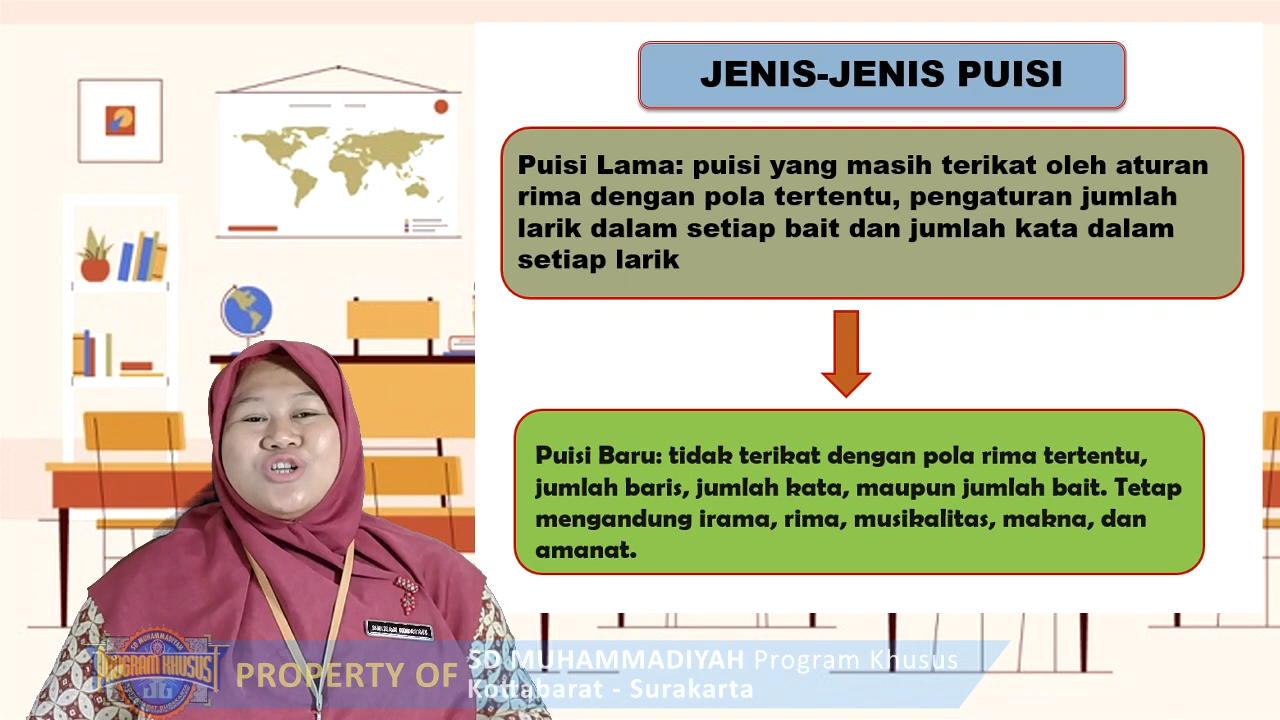 JENIS-JENIS PUISI
Puisi Lama: puisi yang masih terikat oleh aturan
rima dengan pola tertentu, pengaturan jumlah
larik dalam setiap bait dan jumlah kata dalam
setiap larik
Puisi Baru: tidak terikat dengan pola rima tertentu,
jumlah baris, jumlah kata, maupun jumlah bait. Tetap
mengandung irama, rima, musikalitas, makna, dan
amanat.
SD MUHAMMADIYAH
PROGRAM KHUSUS
PROPERTY OF
SD MUHAMMADIYAH Program Khusus
Kottabarat - Surakarta